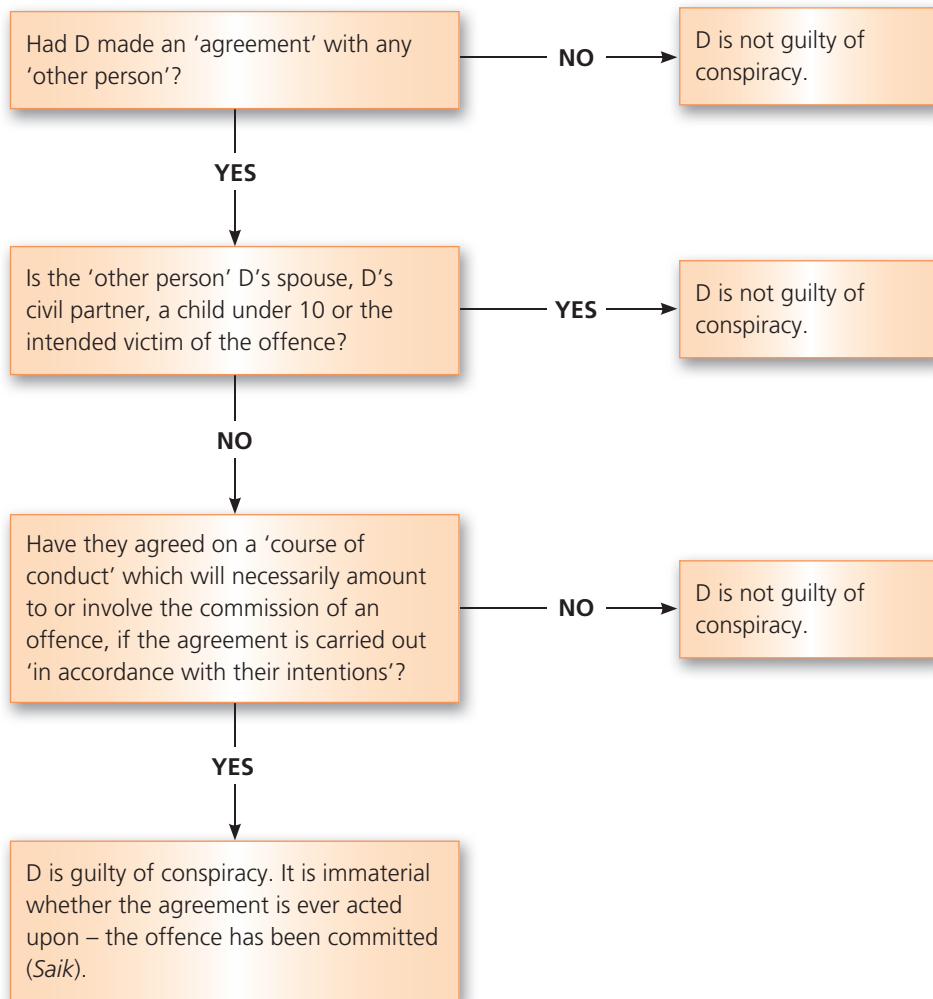 Had D made an ‘agreement’ with any
‘other person’?
NO
D is not guilty of
conspiracy.
YES
Is the ‘other person’ D’s spouse, D’s
civil partner, a child under 10 or the
intended victim of the offence?
YES
D is not guilty of
conspiracy.
NO
Have they agreed on a ‘course of
conduct’ which will necessarily amount
to or involve the commission of an
offence, if the agreement is carried out
‘in accordance with their intentions’?
NO
D is not guilty of
conspiracy.
YES
D is guilty of conspiracy. It is immaterial
whether the agreement is ever acted
upon – the offence has been committed
(Saik).